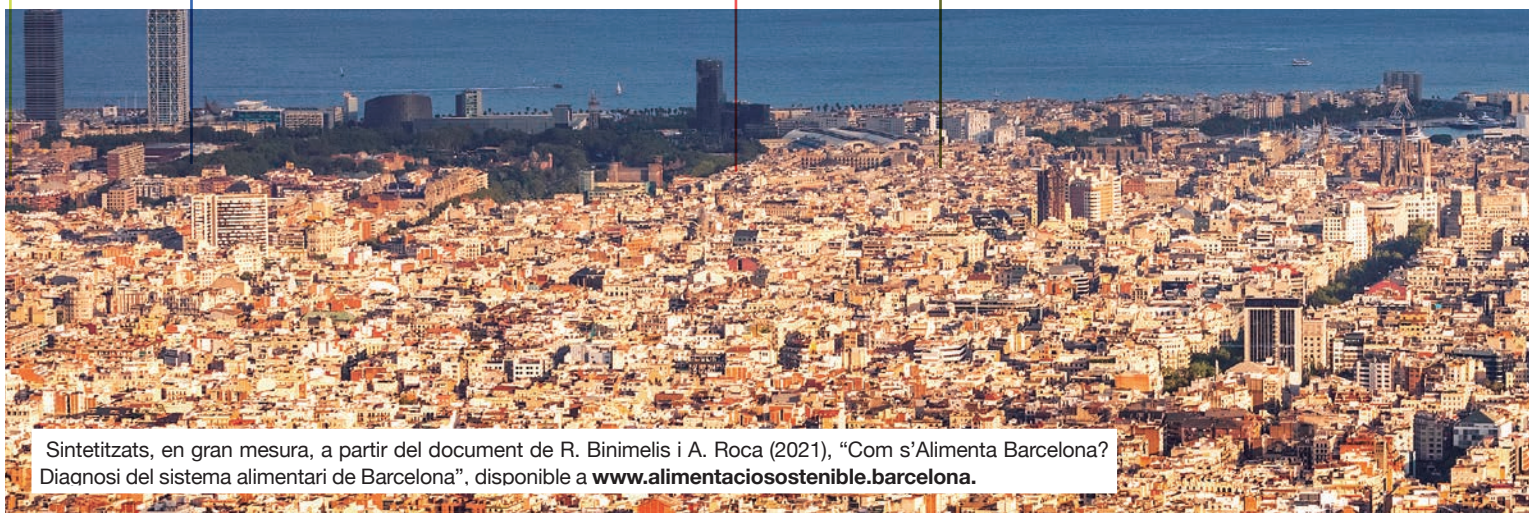 Sintetitzats, en gran mesura, a partir del document de R. Binimelis i A. Roca (2021), “Com s’Alimenta Barcelona?
Diagnosi del sistema alimentari de Barcelona”, disponible a www.alimentaciosostenible.barcelona.